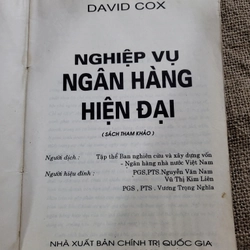 DAVID COX
NGHIỆP VỤ
NGÂN HÀNG
HIỆN ĐẠI
( SÁCH THAM KHẢO )
Người dịch : Tập thể Ban nghiên cứu và xây dựng vốn
- Ngân hàng nhà nước Việt Nam
Người hiệu đính : PGS,PTS.Nguyễn Văn Nam
Vũ Thị Kim Liên
PGS , PTS : Vương Trọng Nghĩa
NHÀ XUẤT BẢN CHÍNH TRỊ QUỐC GIA